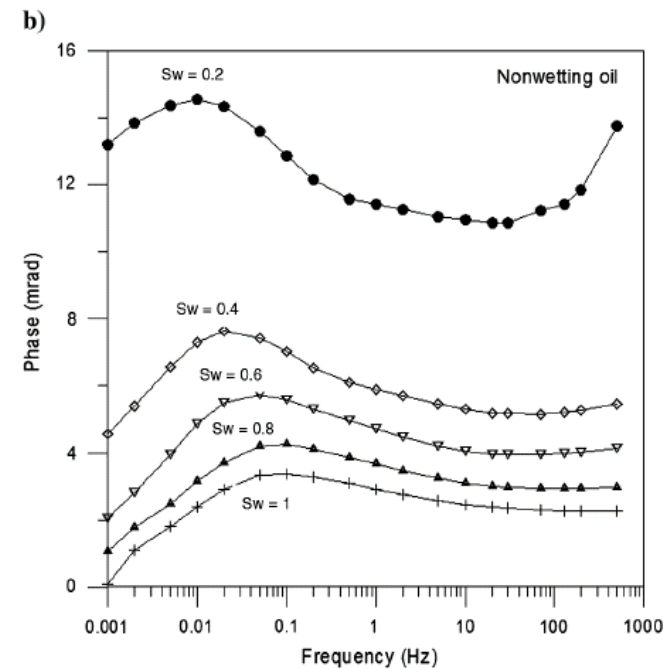 b)
16
Sw = 0.2
Nonwetting oil
12
Phase (mrad)
8
Sw = 0.4
Sw = 0.6
4
Sw = 0.8
Sw = 1
0
0.001 0.01 0.1 1 10 100 1000
Frequency (Hz)